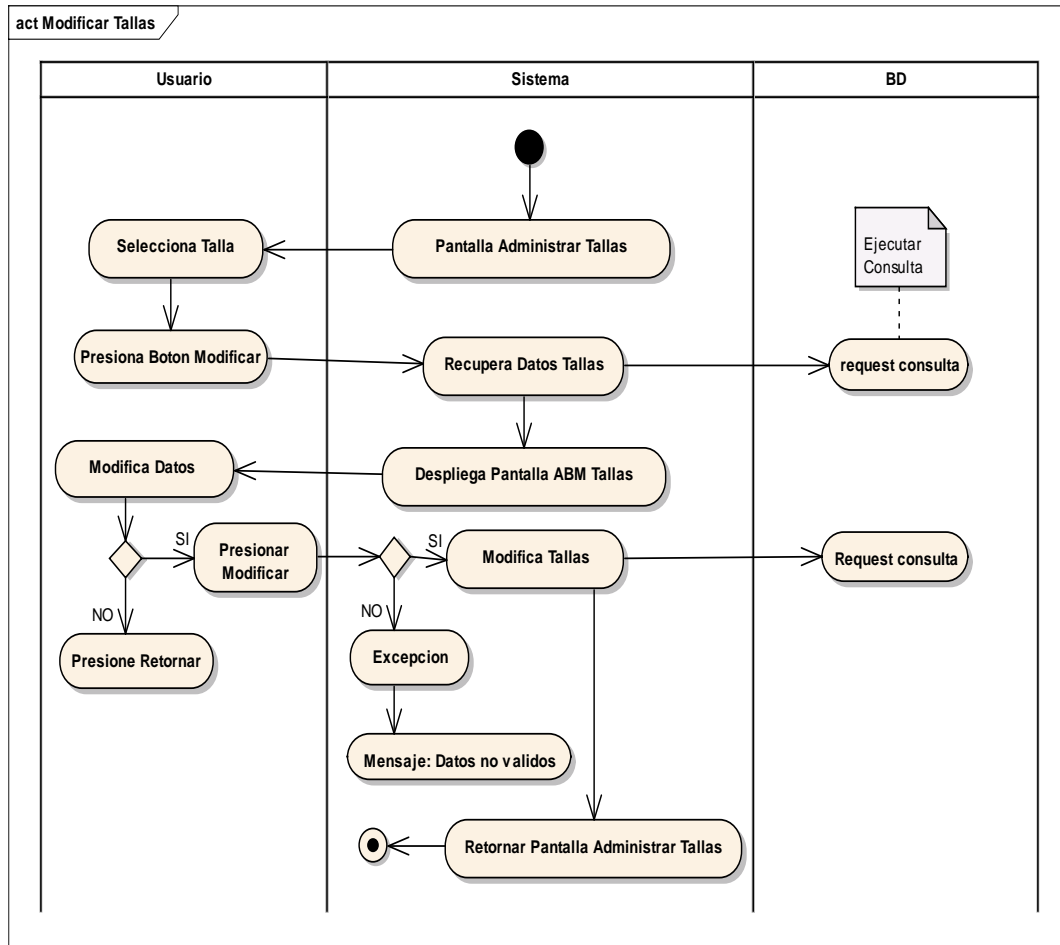 act Modificar Tallas
Usuario
Sistema
BD
Selecciona Talla
Pantalla Administrar Tallas
Ejecutar
Consulta
Presiona Boton Modificar
Recupera Datos Tallas
request consulta
Modifica Datos
Despliega Pantalla ABM Tallas
SI
Presionar
Modificar
SI
Modifica Tallas
Request consulta
NO
NO
Presione Retornar
Excepcion
Mensaje: Datos no validos
Retornar Pantalla Administrar Tallas